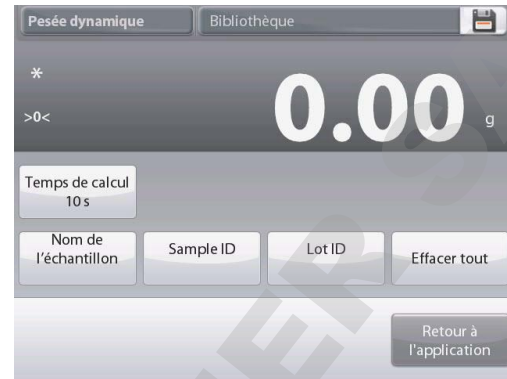 Pesée dynamique
Bibliothèque
*
>0<
0.00 g
Temps de calcul
10 s
Nom de
l'échantillon
Sample ID
Lot ID
Effacer tout
Retour à
l'application